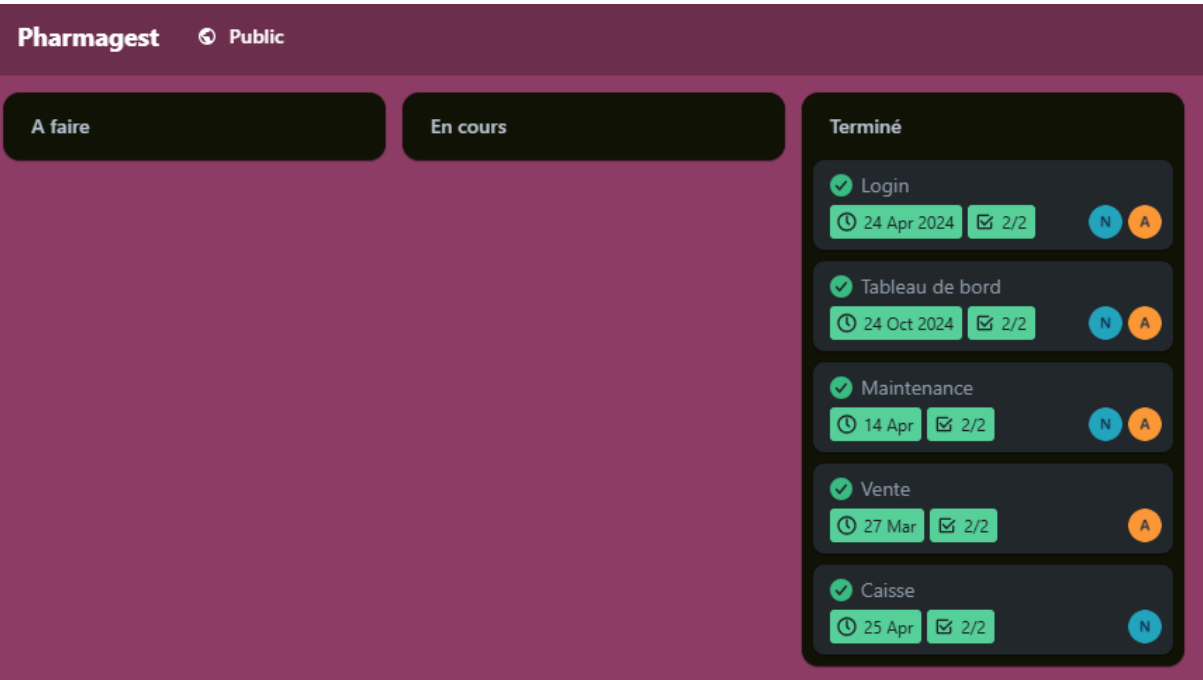 Pharmagest Public
A faire
En cours
Terminé
Login
24 Apr 2024 2/2 N A
Tableau de bord
24 Oct 2024 2/2 N A
Maintenance
14 Apr 2/2 N A
Vente
27 Mar 2/2 A
Caisse
25 Apr 2/2 N